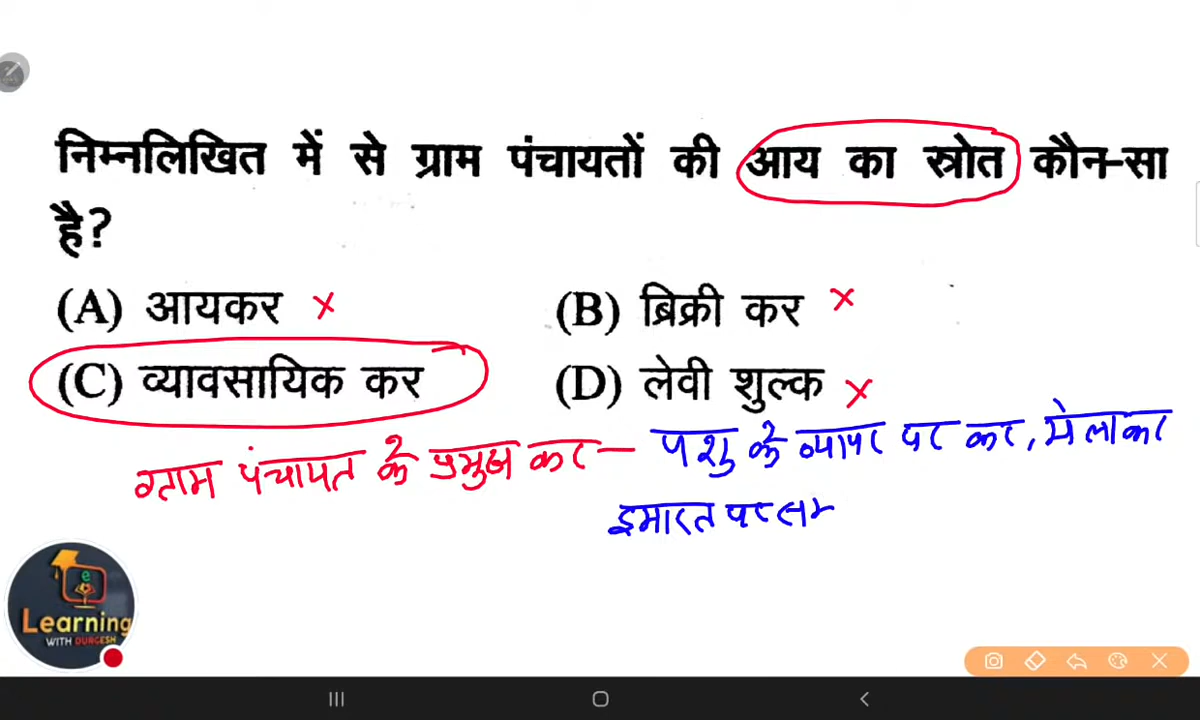 निम्नलिखित में से ग्राम पंचायतों की आय का स्त्रोत कौन-सा
है?
(A) आयकर × (B) बिक्री कर ×
(C) व्यावसायिक कर (D) लेवी शुल्क ×
ग्राम पंचायत के प्रमुख कर — पशु के व्यापार पर कर, मेला कर
इमारत पर
e
Learning
WITH DURGESH